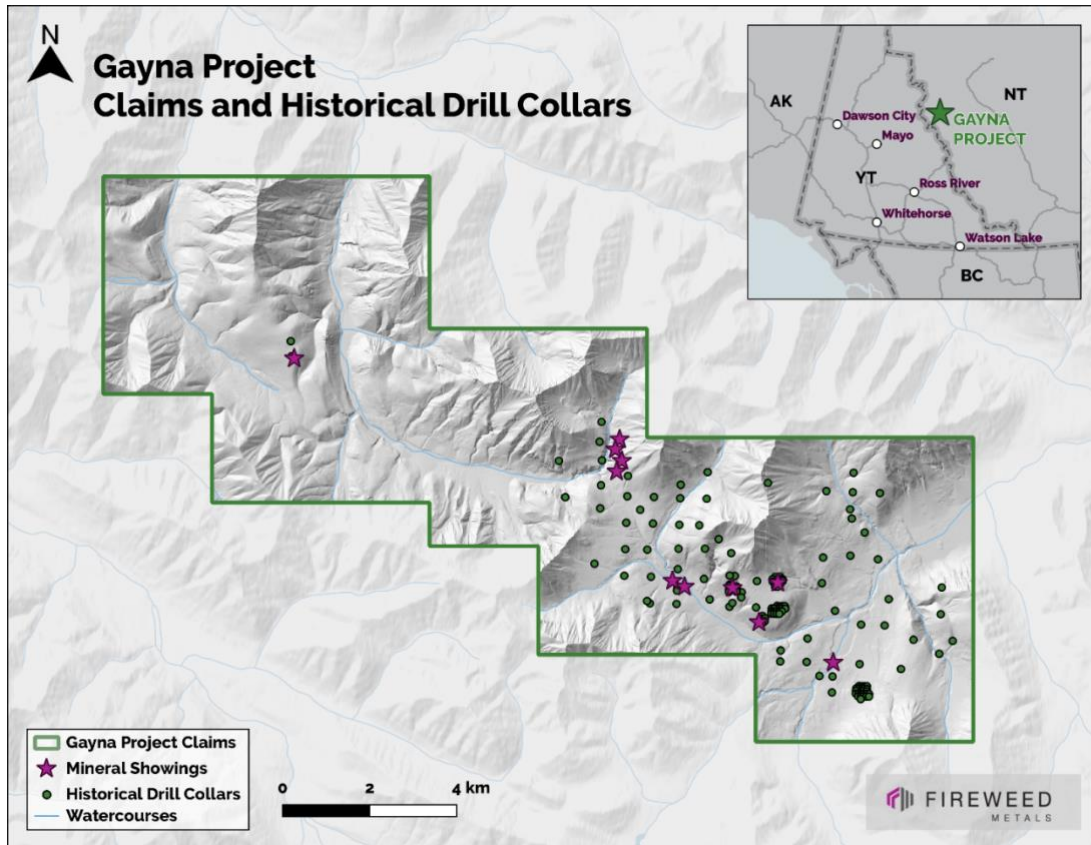 N
Gayna Project
Claims and Historical Drill Collars
AK
NT
Dawson City
GAYNA
PROJECT
Mayo
YT
Ross River
Whitehorse
Watson Lake
BC
Gayna Project Claims
Mineral Showings
Historical Drill Collars
Watercourses
0 2 4 km
FIREWEED
METALS